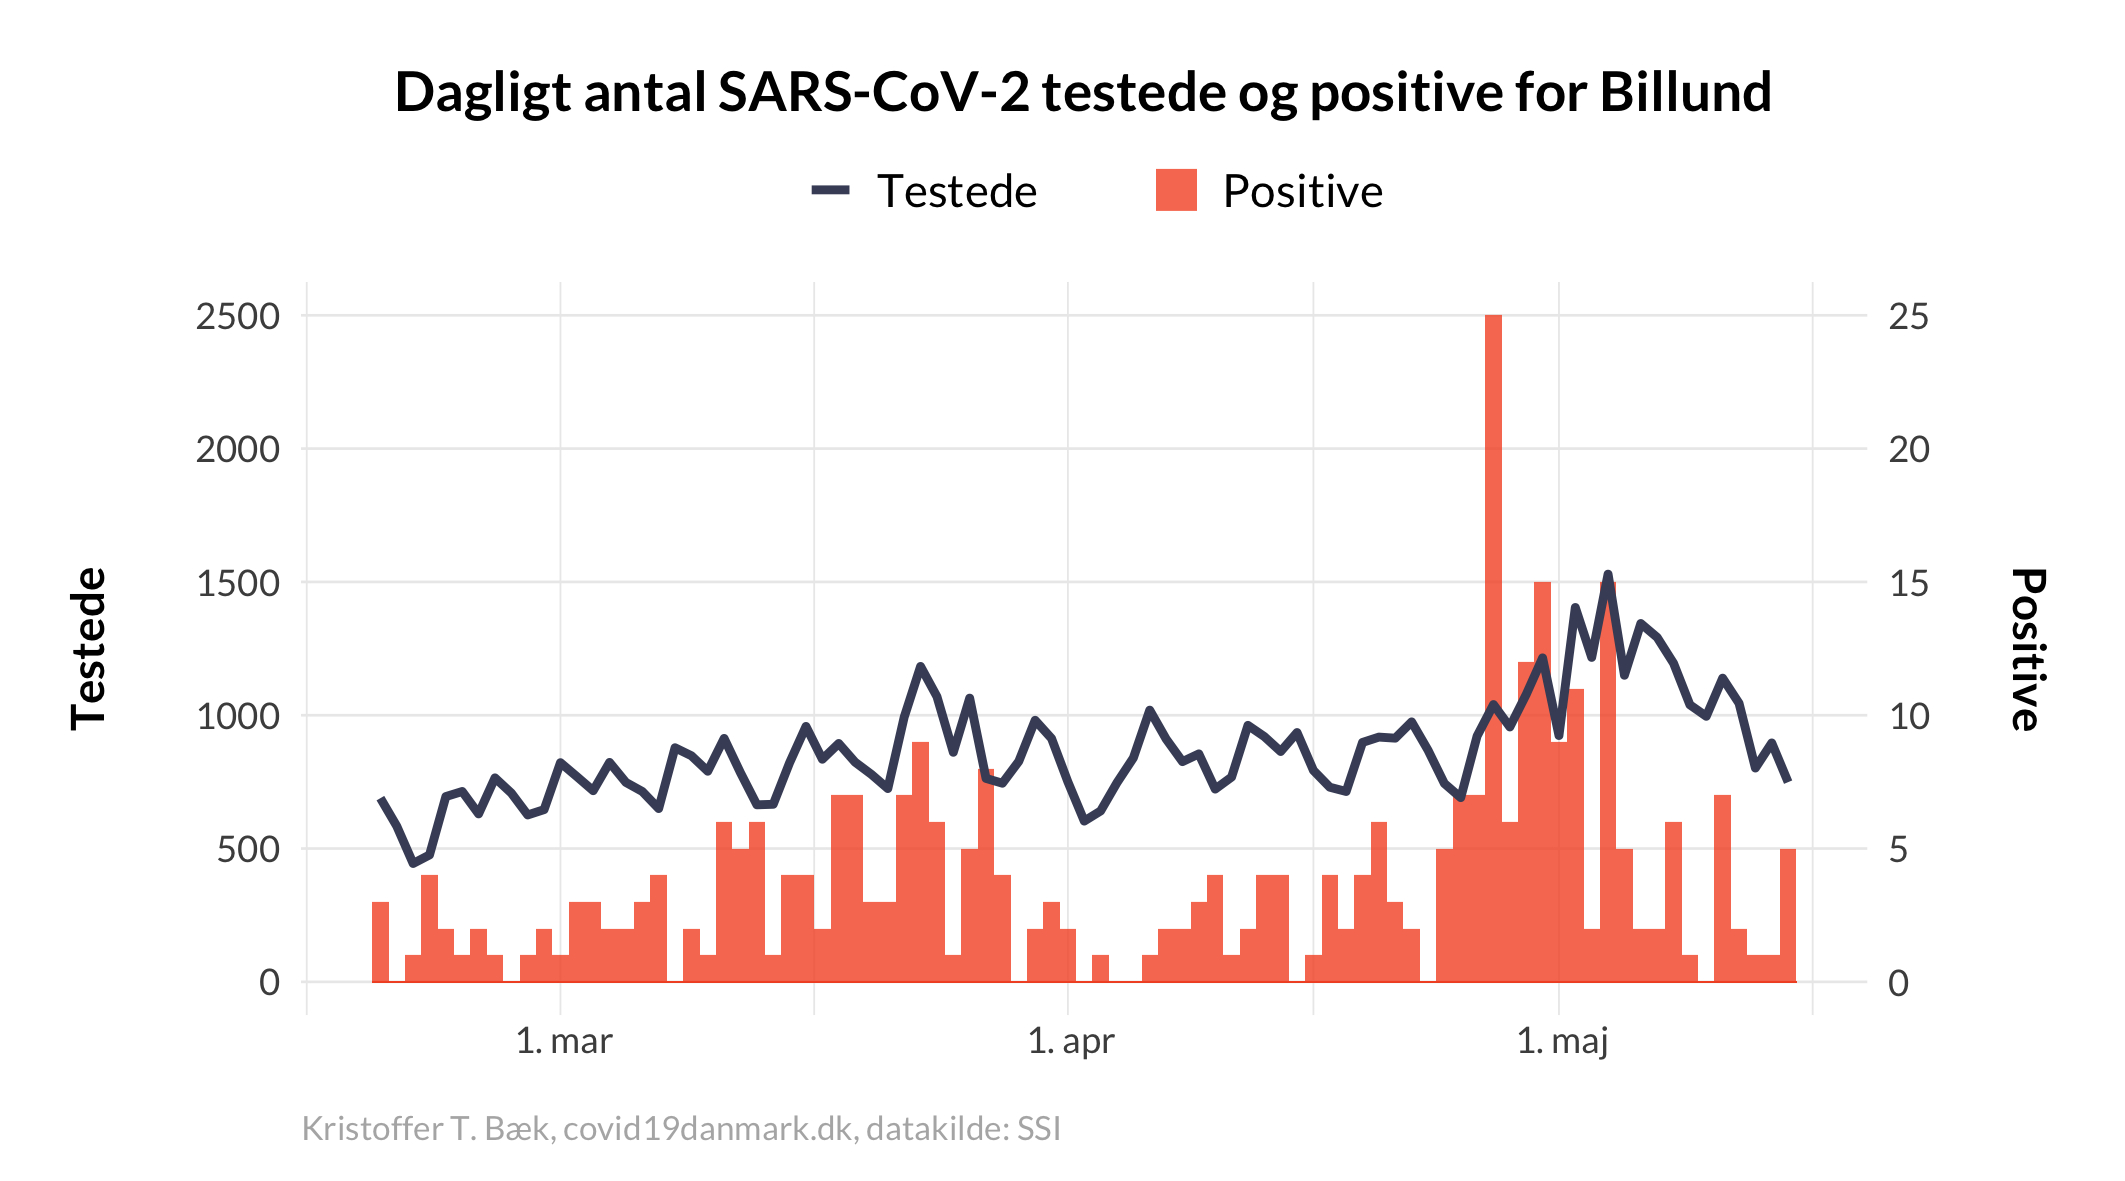 Dagligt antal SARS-CoV-2 testede og positive for Billund
Testede
Positive
2500
2000
1500
1000
500
0
Testede
25
20
15
10
5
0
Positive
1. mar
1. apr
1. maj
Kristoffer T. Bæk, covid19danmark.dk, datakilde: SSI